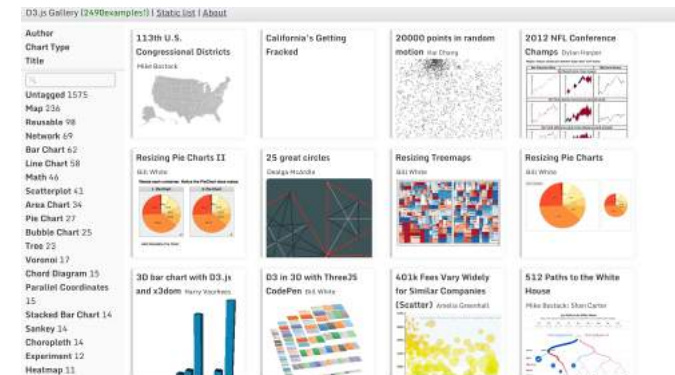 D3.js Gallery (2490examples!) | Static list | About
Author
Chart Type
Title
Untagged 1575
Map 236
Reusable 98
Network 69
Bar Chart 62
Line Chart 58
Math 46
Scatterplot 41
Area Chart 34
Pie Chart 27
Bubble Chart 25
Tree 23
Voronoi 17
Chord Diagram 15
Parallel Coordinates
15
Stacked Bar Chart 14
Sankey 14
Choropleth 14
Experiment 12
Heatmap 11
113th U.S.
Congressional Districts
Mike Bostock
California's Getting
Fracked
20000 points in random
motion Kai Chang
2012 NFL Conference
Champs Dylan Harper
Resizing Pie Charts II
Bill White
25 great circles
Dealga McArdle
Resizing Treemaps
Bill White
Resizing Pie Charts
Bill White
3D bar chart with D3.js
and x3dom Harry Voorhees
D3 in 3D with ThreeJS
CodePen Bill White
401k Fees Vary Widely
for Similar Companies
(Scatter) Amelia Greenhall
512 Paths to the White
House
Mike Bostock; Shan Carter